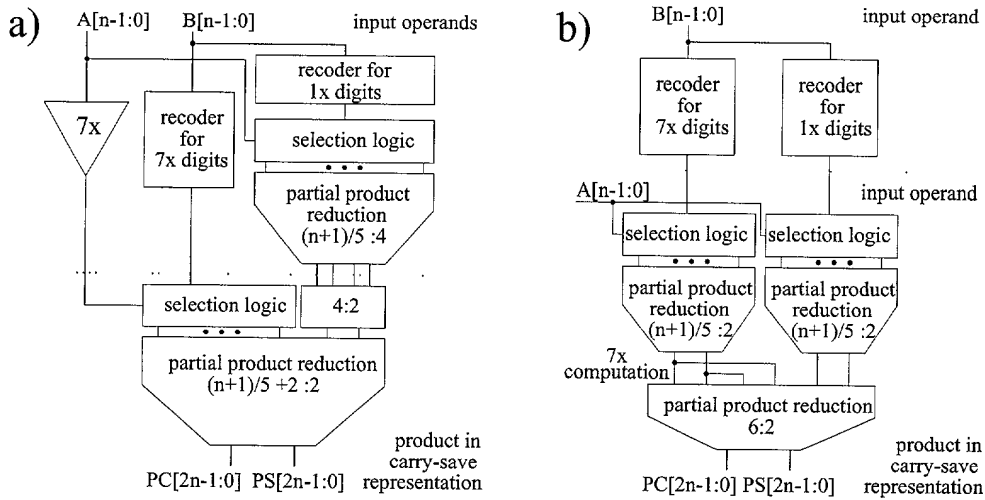 a)
A[n-1:0]
B[n-1:0]
input operands
7x
recoder
for
7x digits
recoder for
1x digits
selection logic
partial product
reduction
(n+1)/5 :4
selection logic
4:2
partial product reduction
(n+1)/5 +2 :2
product in
carry-save
representation
PC[2n-1:0]
PS[2n-1:0]
b)
B[n-1:0]
input operand
recoder
for
7x digits
recoder
for
1x digits
A[n-1:0]
input operand
selection logic
selection logic
partial product
reduction
(n+1)/5 :2
partial product
reduction
(n+1)/5 :2
7x
computation
partial product reduction
6:2
product in
carry-save
representation
PC[2n-1:0]
PS[2n-1:0]